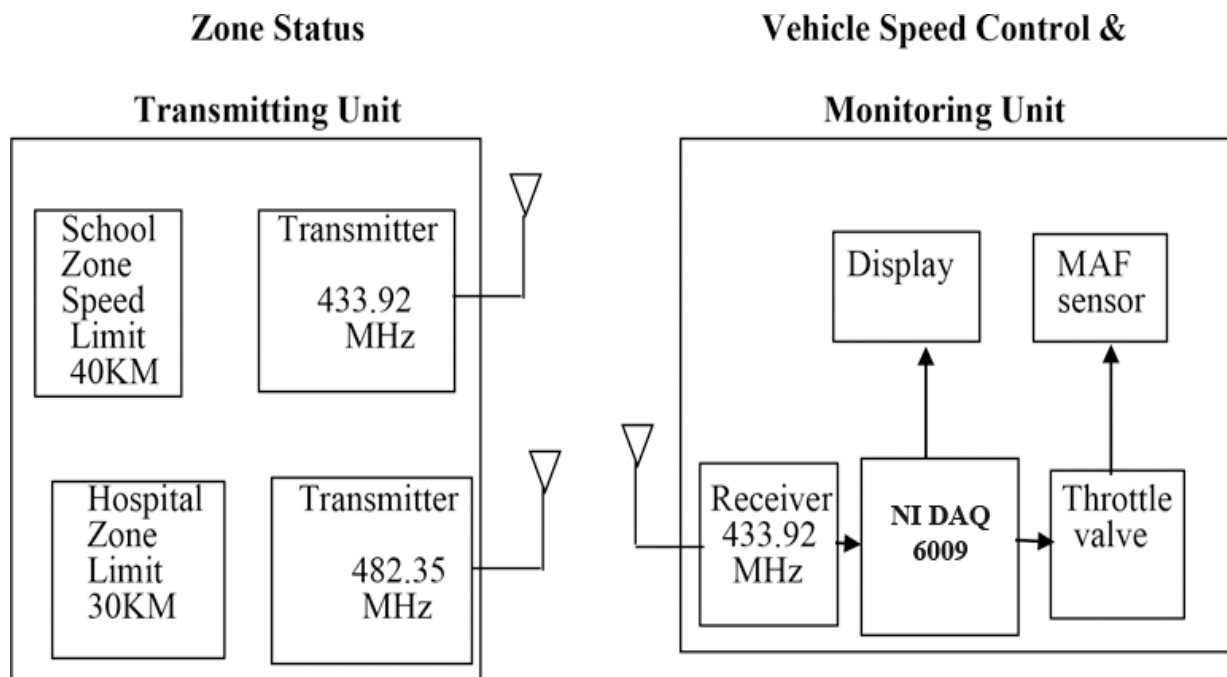 Zone Status
Transmitting Unit
School
Zone
Speed
Limit
40KM
Transmitter
433.92
MHz
Hospital
Zone
Limit
30KM
Transmitter
482.35
MHz
Vehicle Speed Control &
Monitoring Unit
Display
MAF
sensor
Receiver
433.92
MHz
NI DAQ
6009
Throttle
valve